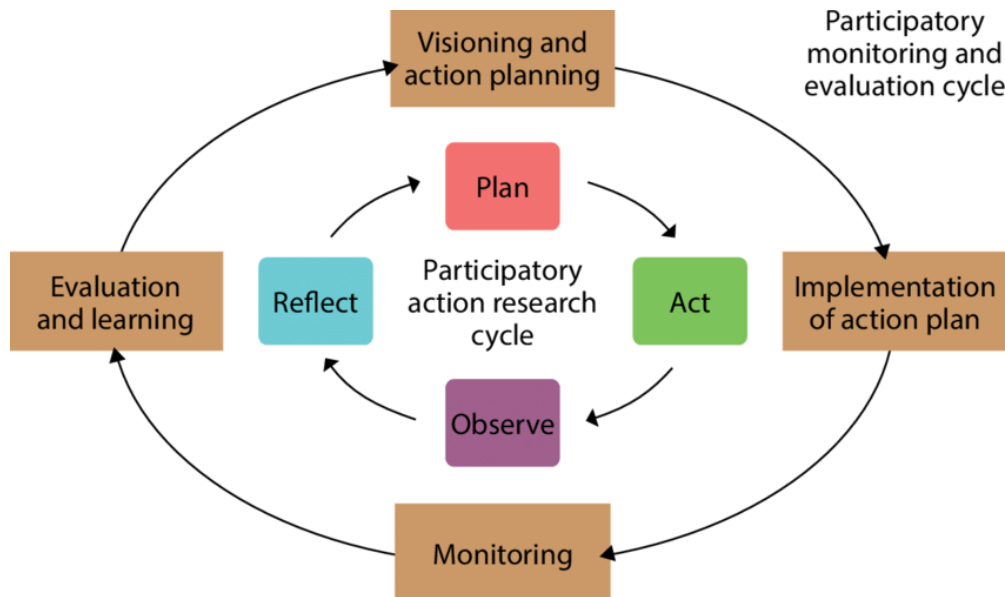 Visioning and
action planning
Participatory
monitoring and
evaluation cycle
Plan
Evaluation
and learning
Reflect
Participatory
action research
cycle
Act
Implementation
of action plan
Observe
Monitoring